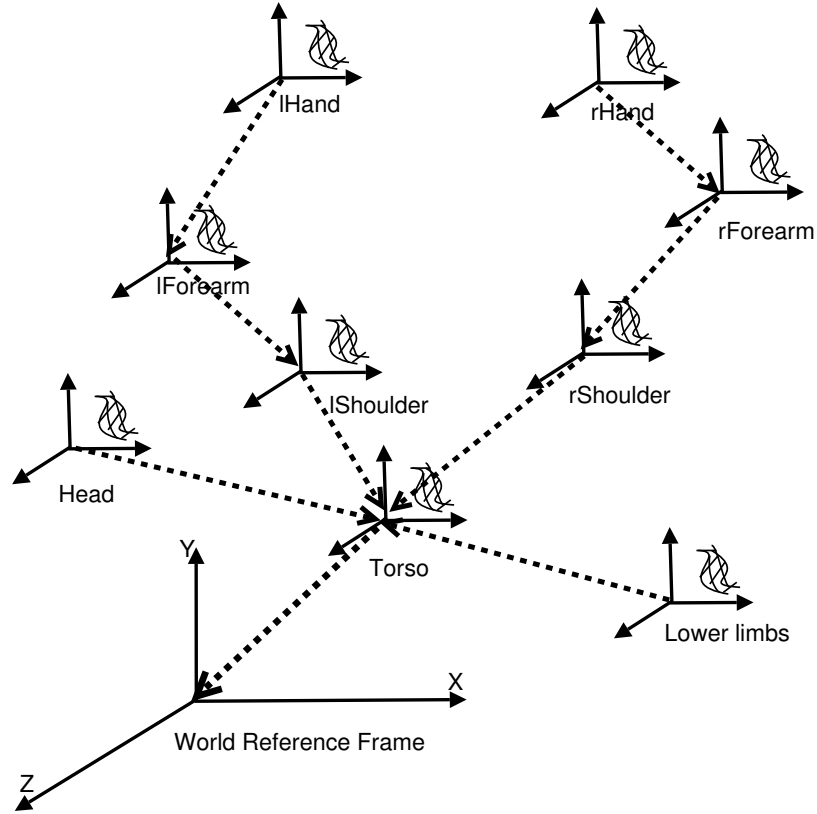 lHand
rHand
rForearm
lForearm
rShoulder
lShoulder
Head
Y
Torso
Lower limbs
X
World Reference Frame
Z